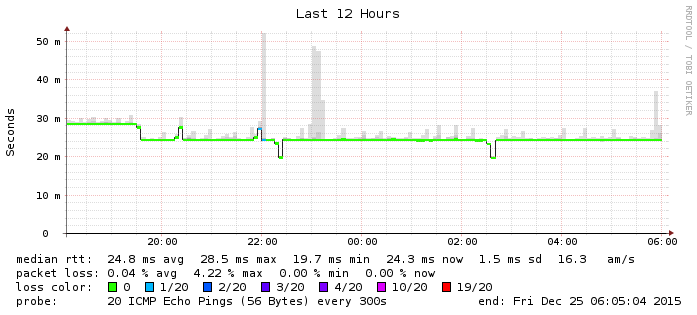 Last 12 Hours
RRDTOOL / TOBI OETIKER
50 m
40 m
30 m
20 m
10 m
0
Seconds
20:00 22:00 00:00 02:00 04:00 06:00
median rtt: 24.8 ms avg 28.5 ms max 19.7 ms min 24.3 ms now 1.5 ms sd 16.3 am/s
packet loss: 0.04 % avg 4.22 % max 0.00 % min 0.00 % now
loss color: 0 1/20 2/20 3/20 4/20 10/20 19/20
probe: 20 ICMP Echo Pings (56 Bytes) every 300s end: Fri Dec 25 06:05:04 2015